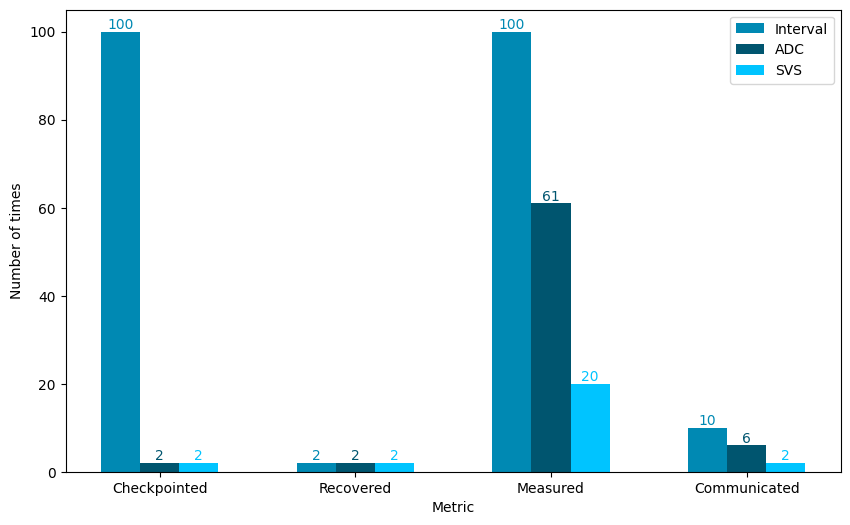 100
100
Interval
ADC
SVS
100
80
60
40
20
0
61
20
10
6
2
2
2
2
2
2
Checkpointed
Recovered
Measured
Communicated
Number of times
Metric